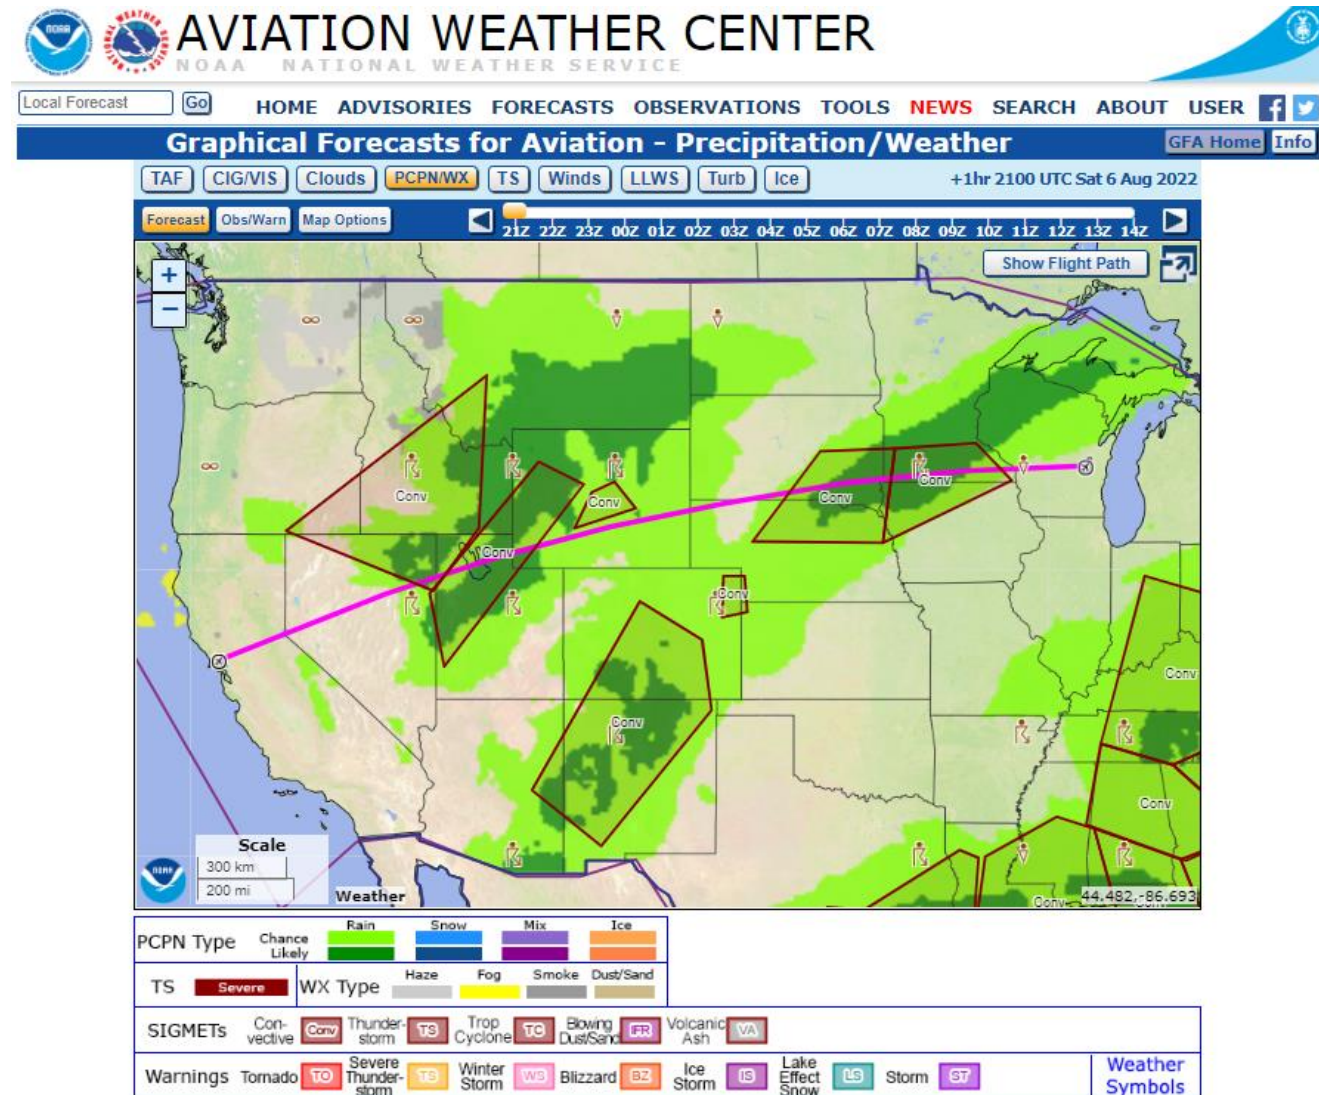 AVIATION WEATHER CENTER
NOAA NATIONAL WEATHER SERVICE
Local Forecast Go HOME ADVISORIES FORECASTS OBSERVATIONS TOOLS NEWS SEARCH ABOUT USER
Graphical Forecasts for Aviation - Precipitation/Weather GFA Home Info
TAF CIG/VIS Clouds PCPN/WX TS Winds LLWS Turb Ice +1hr 2100 UTC Sat 6 Aug 2022
Forecast Obs/Warn Map Options
21Z 22Z 23Z 00Z 01Z 02Z 03Z 04Z 05Z 06Z 07Z 08Z 09Z 10Z 11Z 12Z 13Z 14Z
+ Show Flight Path
−
Conv Conv Conv Conv
Conv
Conv
Conv
Conv
Conv
Scale
300 km
200 mi
Weather
Conv 44.482,-86.693
Rain Snow Mix Ice
PCPN Type Chance
Likely
Haze Fog Smoke Dust/Sand
TS Severe WX Type
SIGMETs Con-vective Conv Thunder-storm TS Trop Cyclone TC Blowing Dust/Sand IFR Volcanic Ash VA
Warnings Tornado TO Severe Thunder-storm TS Winter Storm WS Blizzard BZ Ice Storm IS Lake Effect Snow LS Storm ST
Weather Symbols